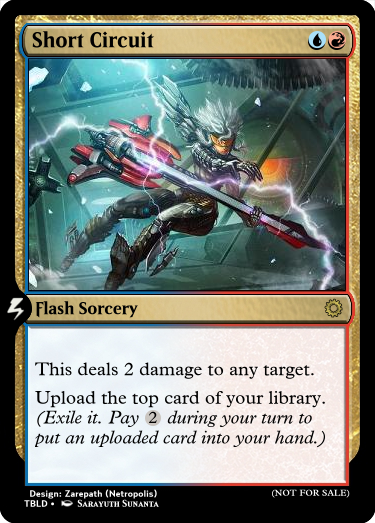 Short Circuit
Flash Sorcery
This deals 2 damage to any target.
Upload the top card of your library.
(Exile it. Pay 2 during your turn to
put an uploaded card into your hand.)
Design: Zarepath (Netropolis)
(NOT FOR SALE)
TBLD • Sarayuth Sunanta